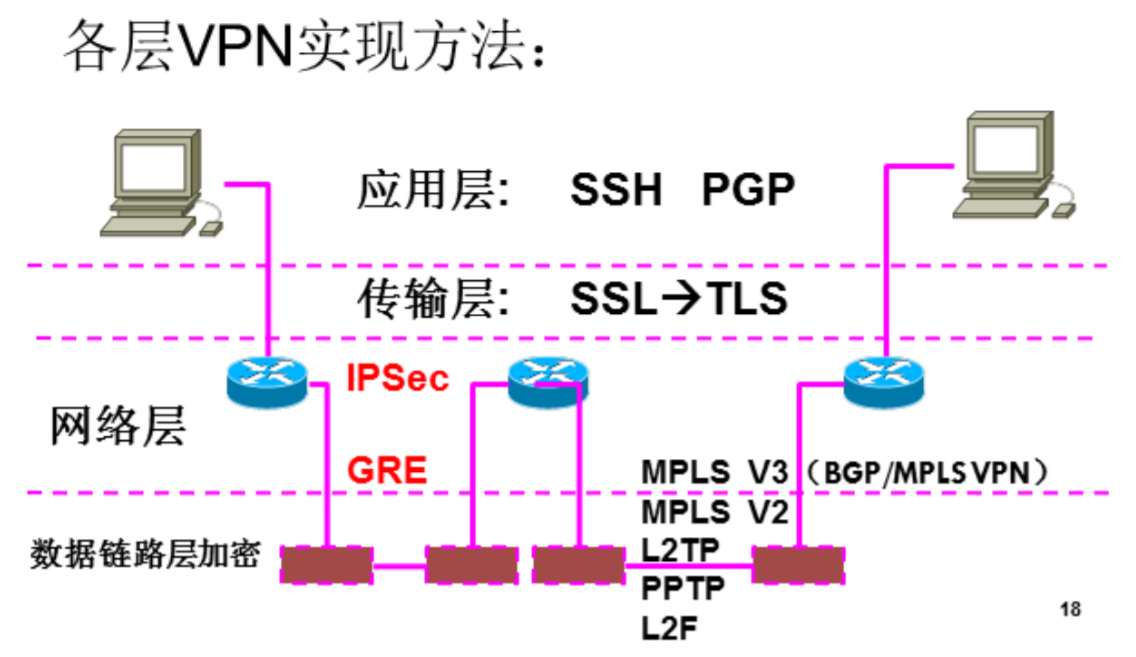 各层VPN实现方法：
应用层: SSH PGP
传输层: SSL→TLS
IPSec
网络层
GRE
MPLS V3（BGP/MPLS VPN）
MPLS V2
数据链路层加密
L2TP
PPTP
L2F
18